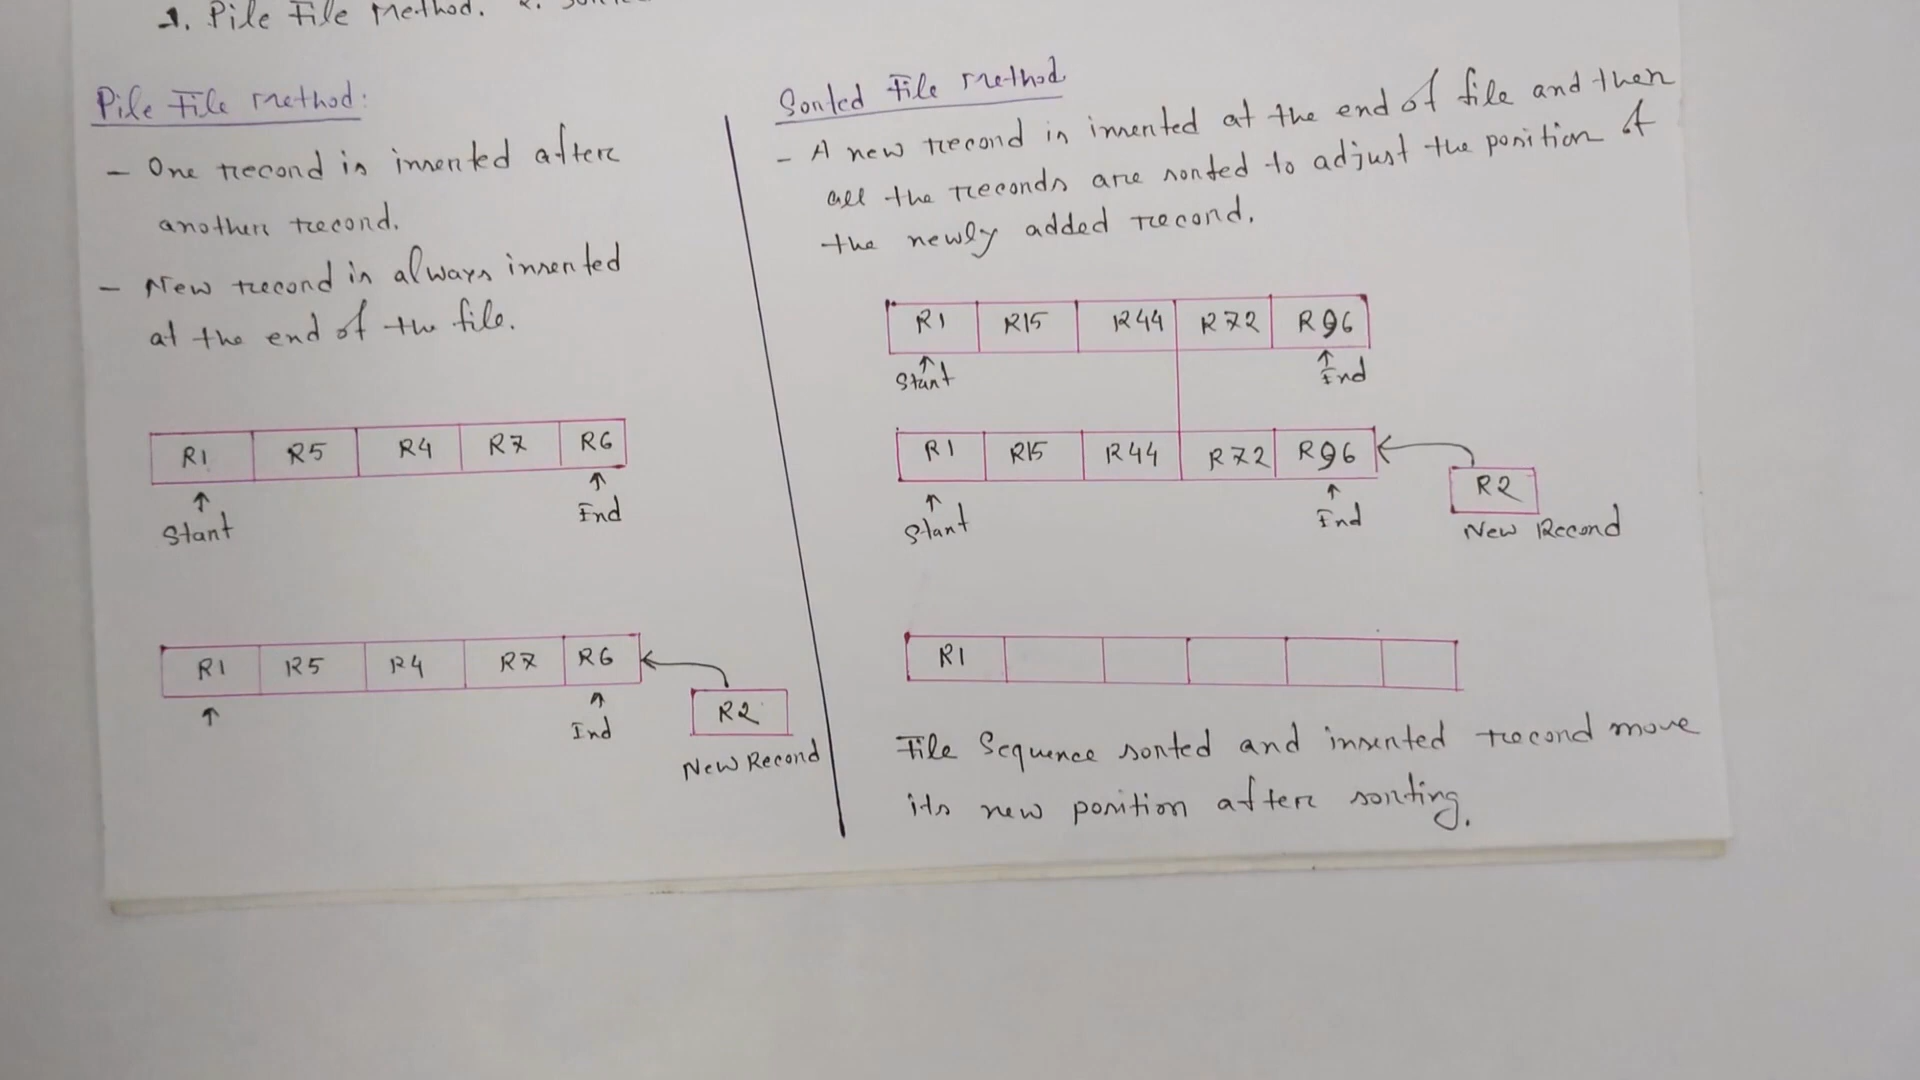 1. Pile File Method. 2.
Pile File Method:
- One record is inserted after
another record.
- New record is always inserted
at the end of the file.
R1 R5 R4 R7 R6
Start End
R1 R5 R4 R7 R6
End
R2
New Record
Sorted File Method
- A new record is inserted at the end of file and then
all the records are sorted to adjust the position of
the newly added record.
R1 R15 R44 R72 R96
Start End
R1 R15 R44 R72 R96
R2
Start End
New Record
R1
File Sequence sorted and inserted record move
its new position after sorting.